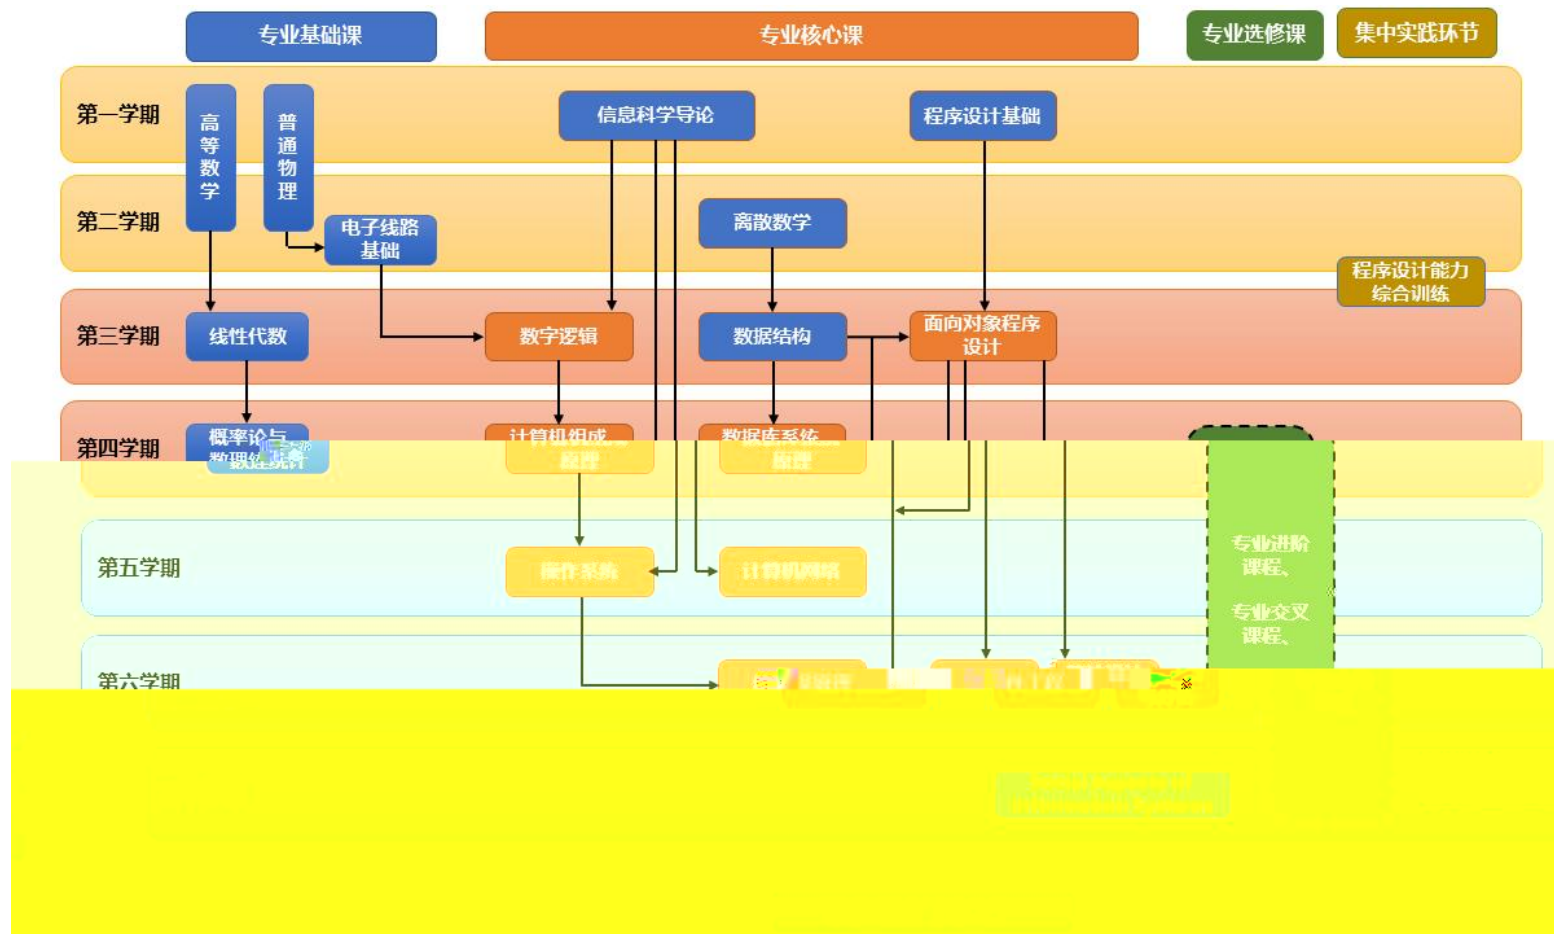 专业基础课
专业核心课
专业选修课
集中实践环节
第一学期
高等数学
普通物理
信息科学导论
程序设计基础
第二学期
电子线路
基础
离散数学
程序设计能力
综合训练
第三学期
线性代数
数字逻辑
数据结构
面向对象程序
设计
第四学期
概率论与
数理统计
计算机组成
原理
数据库系统
原理
第五学期
操作系统
计算机网络
专业进阶
课程、
专业交叉
课程、
第六学期